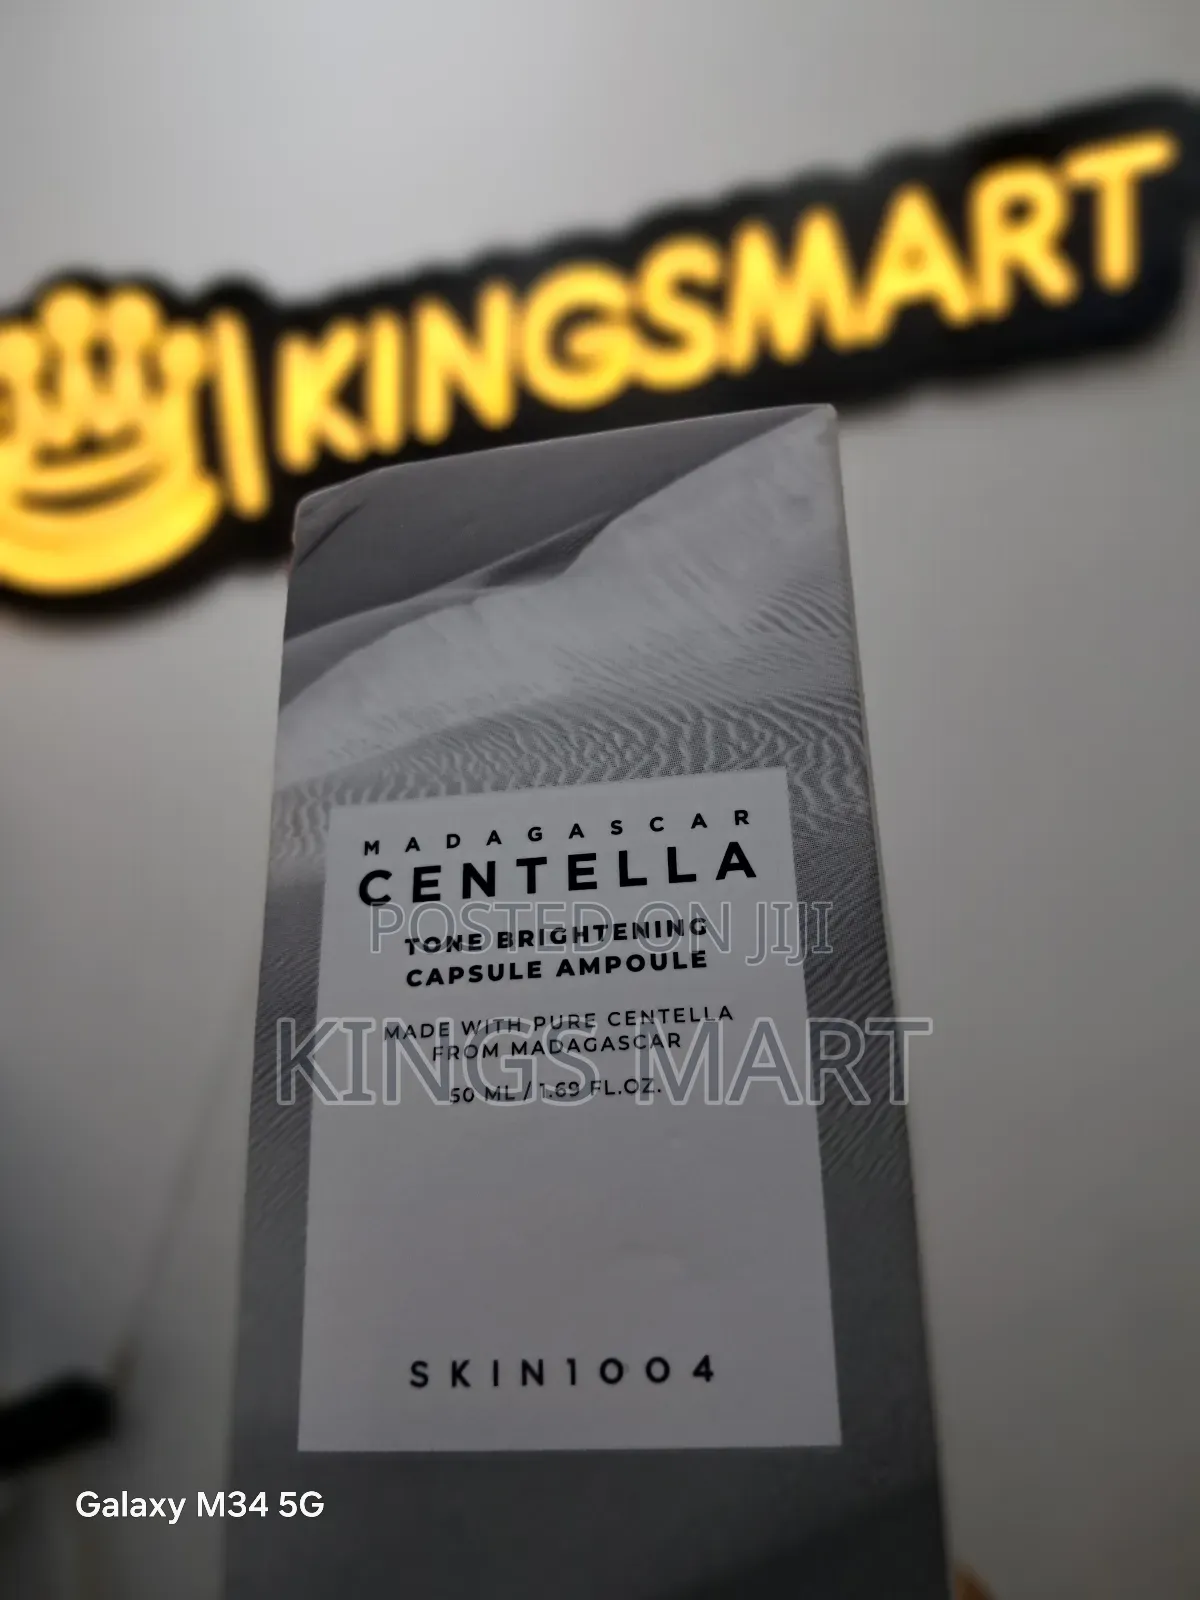 KINGSMART
MADAGASCAR
CENTELLA
TONE BRIGHTENING
CAPSULE AMPOULE
POSTED ON JIJI
MADE WITH PURE CENTELLA
FROM MADAGASCAR
KINGS MART
50 ML / 1.69 FL.OZ.
SKIN1004
Galaxy M34 5G